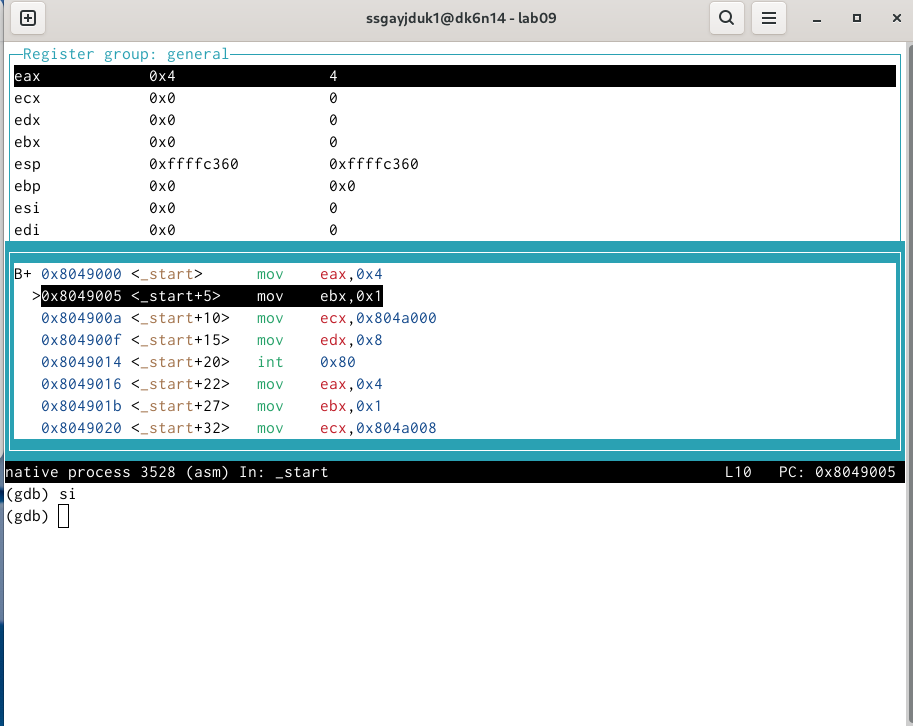 ssgayjduk1@dk6n14 - lab09
Register group: general
eax 0x4 4
ecx 0x0 0
edx 0x0 0
ebx 0x0 0
esp 0xffffc360 0xffffc360
ebp 0x0 0x0
esi 0x0 0
edi 0x0 0
B+ 0x8049000 <_start> mov eax,0x4
>0x8049005 <_start+5> mov ebx,0x1
0x804900a <_start+10> mov ecx,0x804a000
0x804900f <_start+15> mov edx,0x8
0x8049014 <_start+20> int 0x80
0x8049016 <_start+22> mov eax,0x4
0x804901b <_start+27> mov ebx,0x1
0x8049020 <_start+32> mov ecx,0x804a008
native process 3528 (asm) In: _start L10 PC: 0x8049005
(gdb) si
(gdb)